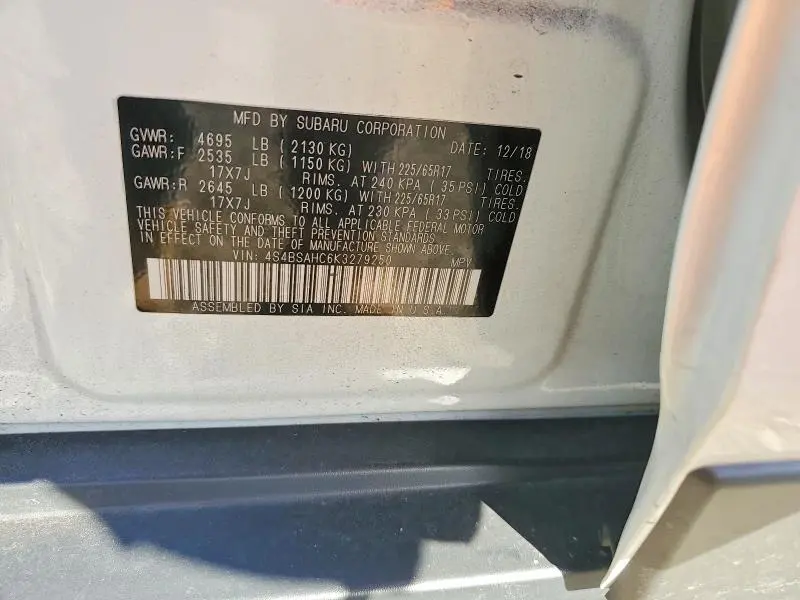 MFD BY SUBARU CORPORATION
GVWR: 4695 LB ( 2130 KG) DATE: 12/18
GAWR:F 2535 LB ( 1150 KG) WITH 225/65R17 TIRES.
17X7J RIMS. AT 240 KPA ( 35 PSI) COLD
GAWR:R 2645 LB ( 1200 KG) WITH 225/65R17 TIRES.
17X7J RIMS. AT 230 KPA ( 33 PSI) COLD
THIS VEHICLE CONFORMS TO ALL APPLICABLE FEDERAL MOTOR
VEHICLE SAFETY AND THEFT PREVENTION STANDARDS
IN EFFECT ON THE DATE OF MANUFACTURE SHOWN ABOVE.
VIN: 4S4BSAHC6K3279250 MPV
ASSEMBLED BY SIA INC. MADE IN U.S.A.